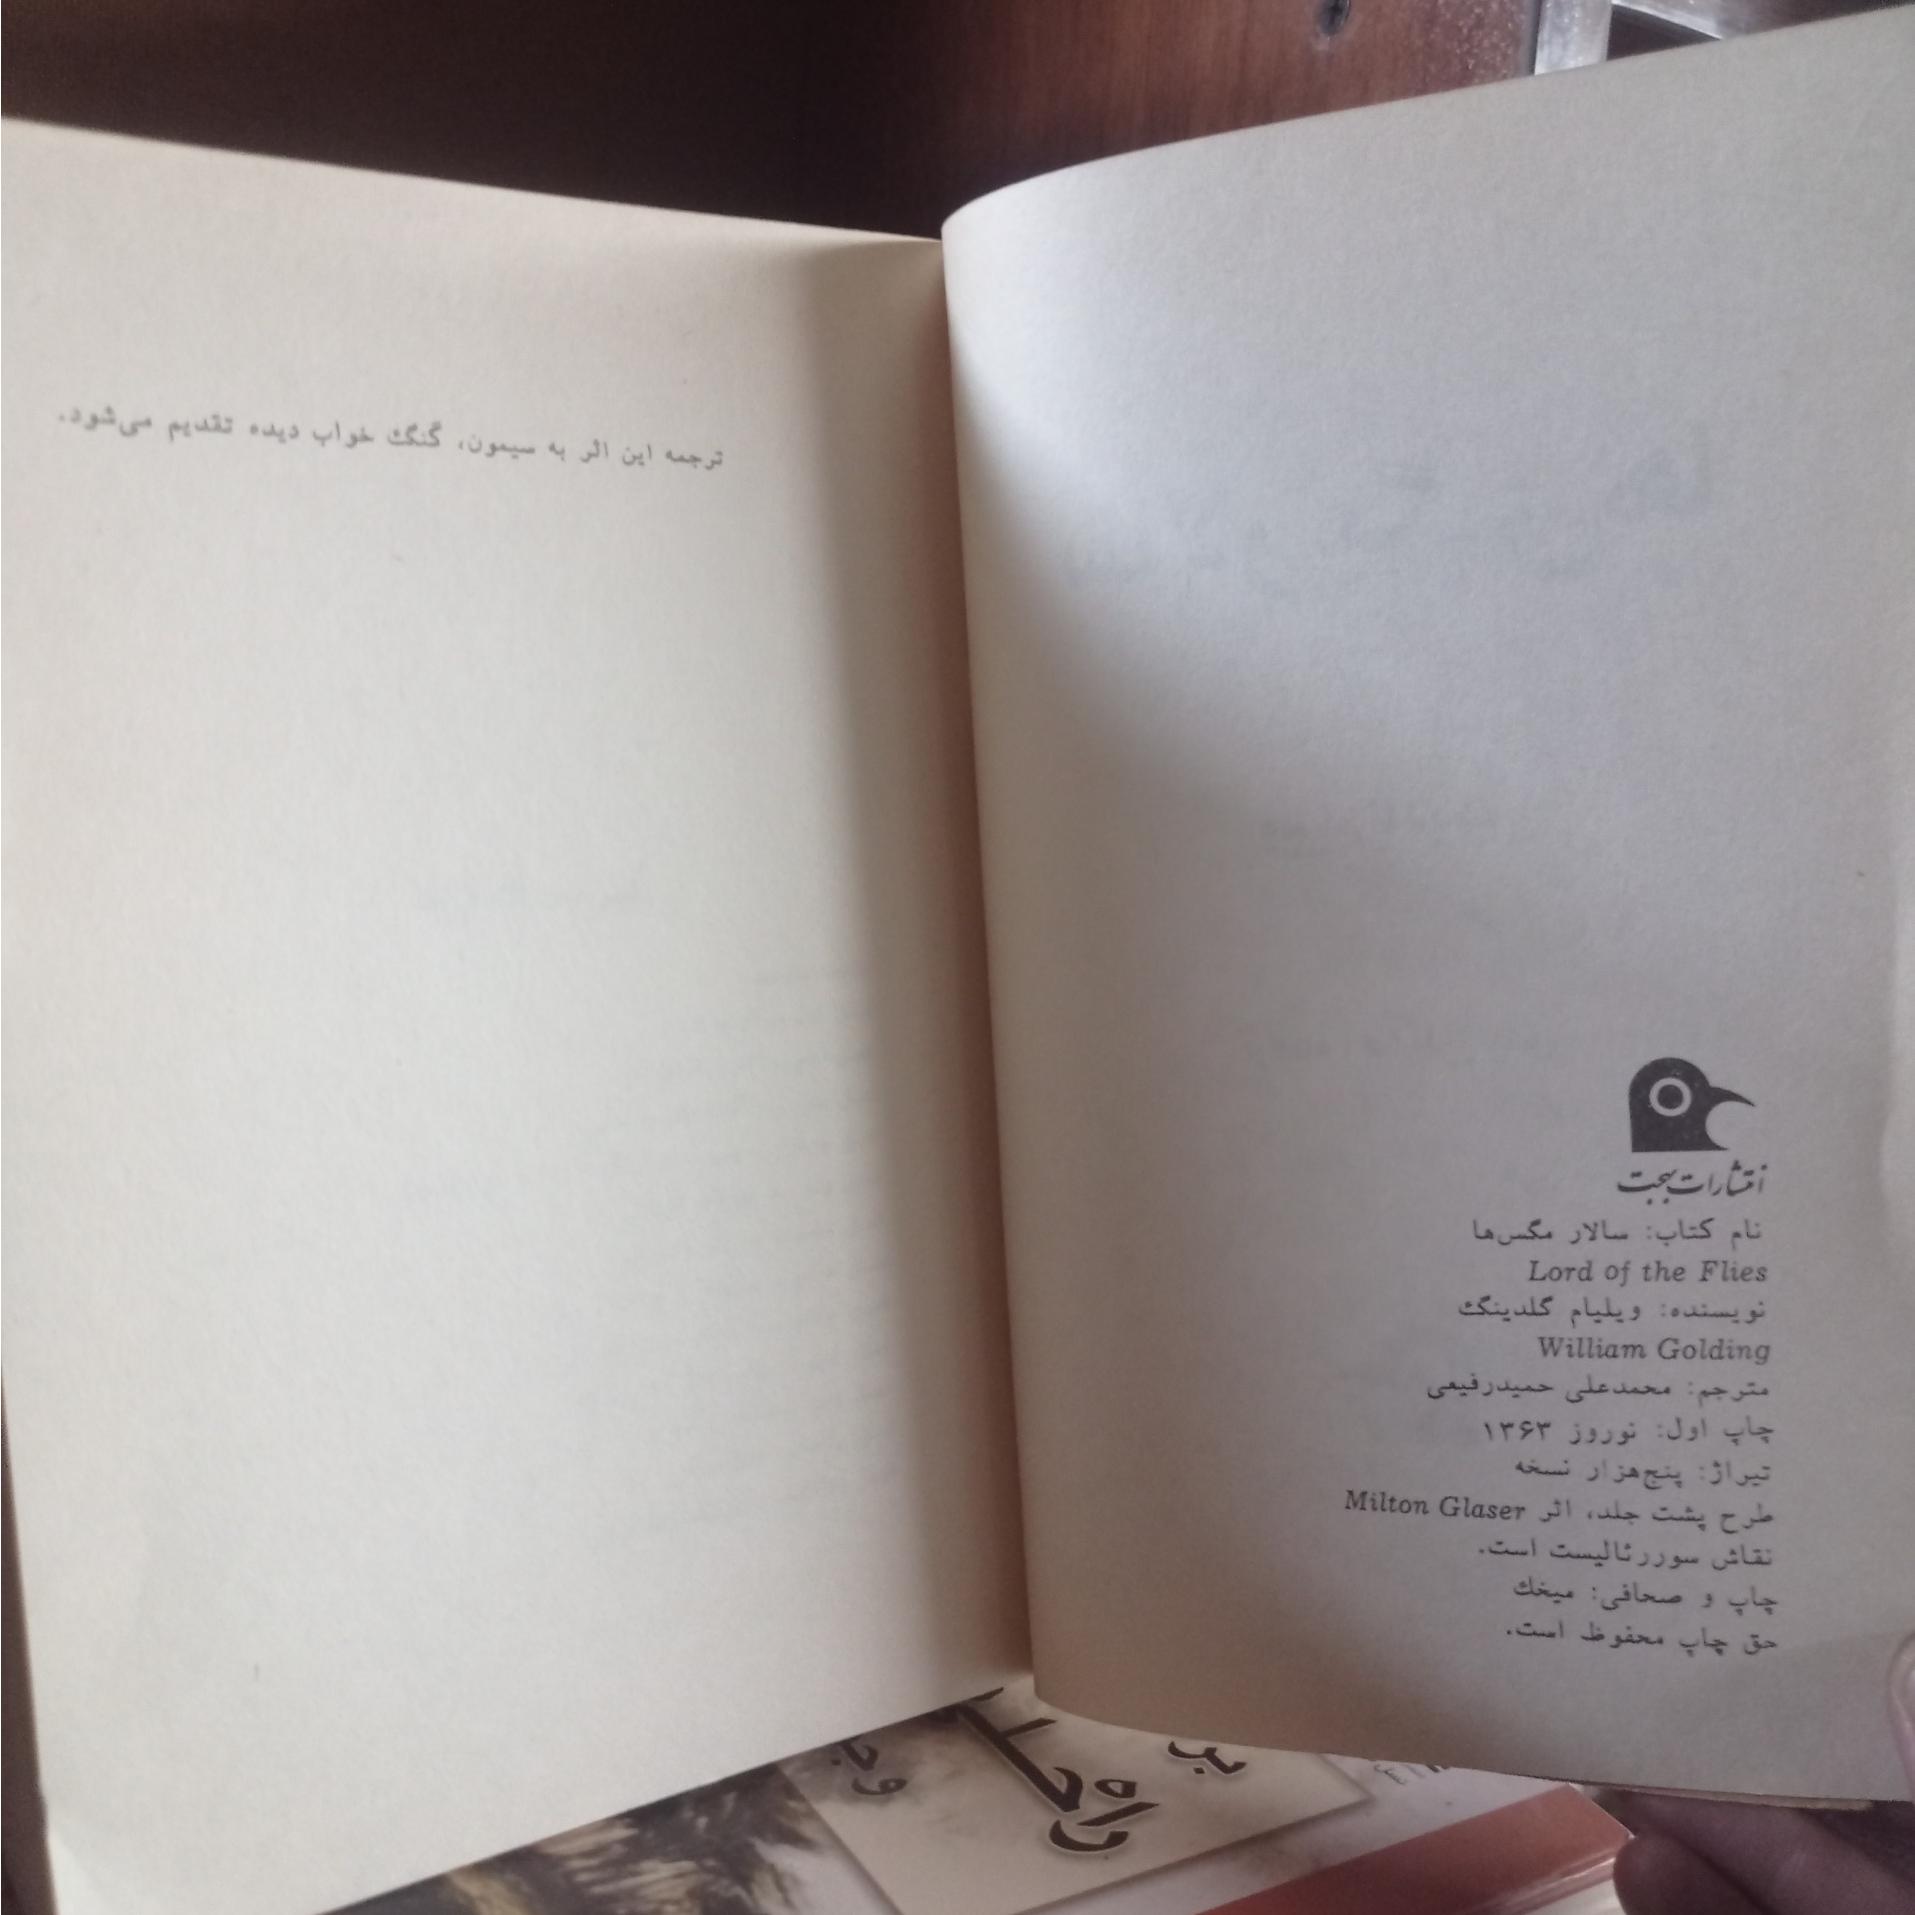 انتشارات بهجت
نام کتاب: سالار مگس‌ها
Lord of the Flies
نویسنده: ویلیام گلدینگ
William Golding
مترجم: محمدعلی حمیدرفیعی
چاپ اول: نوروز ۱۳۶۳
تیراژ: پنج‌هزار نسخه
طرح پشت جلد، اثر Milton Glaser
نقاش سوررئالیست است.
چاپ و صحافی: میخك
حق چاپ محفوظ است.
ترجمه این اثر به سیمون، گنگ خواب دیده تقدیم می‌شود.